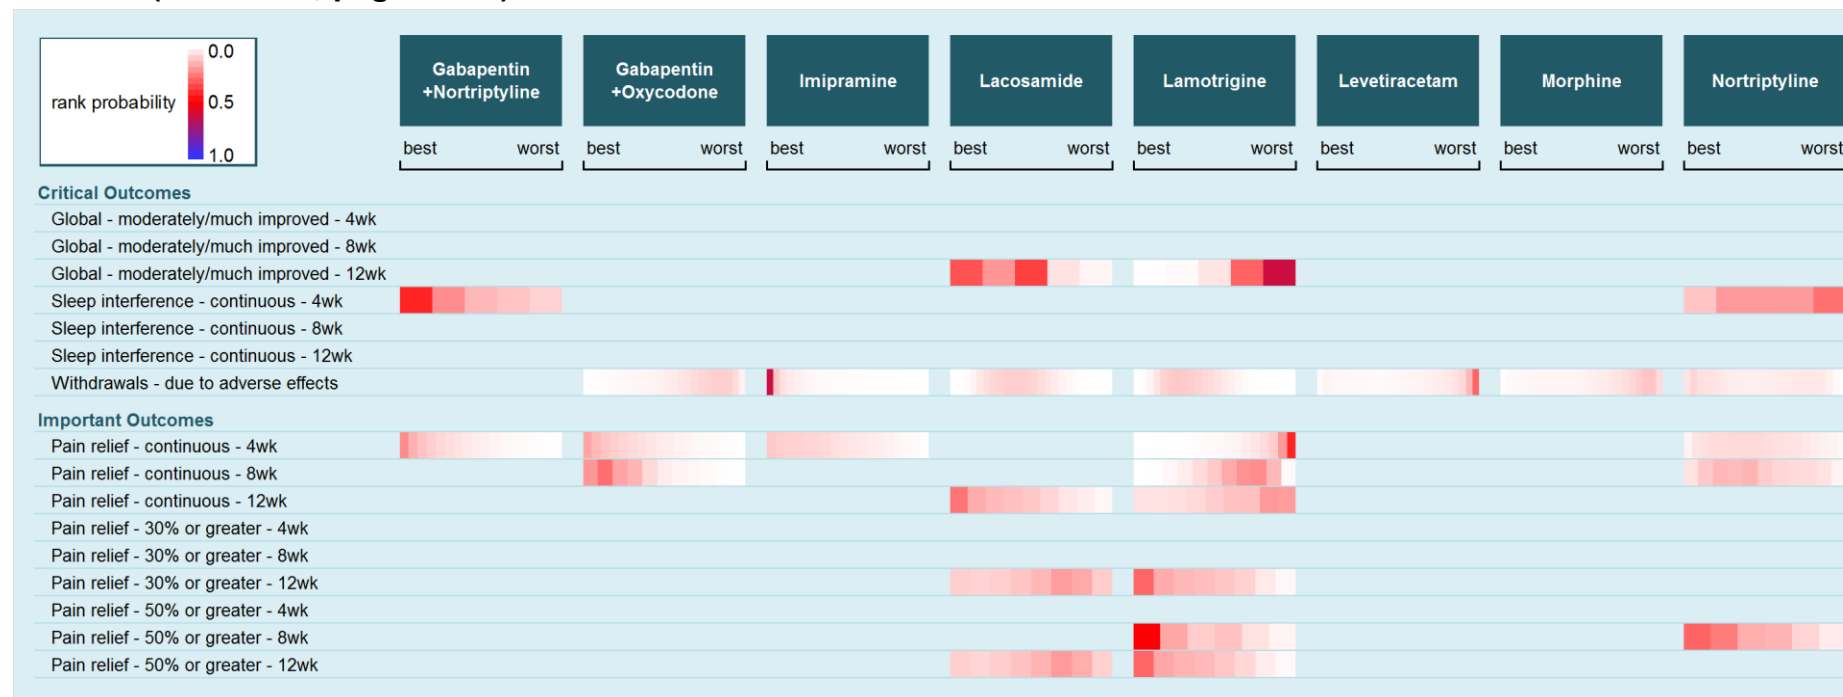 0.0
rank probability
0.5
1.0
Gabapentin
+Nortriptyline
Gabapentin
+Oxycodone
Imipramine
Lacosamide
Lamotrigine
Levetiracetam
Morphine
Nortriptyline
best worst best worst best worst best worst best worst best worst best worst best worst
Critical Outcomes
Global - moderately/much improved - 4wk
Global - moderately/much improved - 8wk
Global - moderately/much improved - 12wk
Sleep interference - continuous - 4wk
Sleep interference - continuous - 8wk
Sleep interference - continuous - 12wk
Withdrawals - due to adverse effects
Important Outcomes
Pain relief - continuous - 4wk
Pain relief - continuous - 8wk
Pain relief - continuous - 12wk
Pain relief - 30% or greater - 4wk
Pain relief - 30% or greater - 8wk
Pain relief - 30% or greater - 12wk
Pain relief - 50% or greater - 4wk
Pain relief - 50% or greater - 8wk
Pain relief - 50% or greater - 12wk